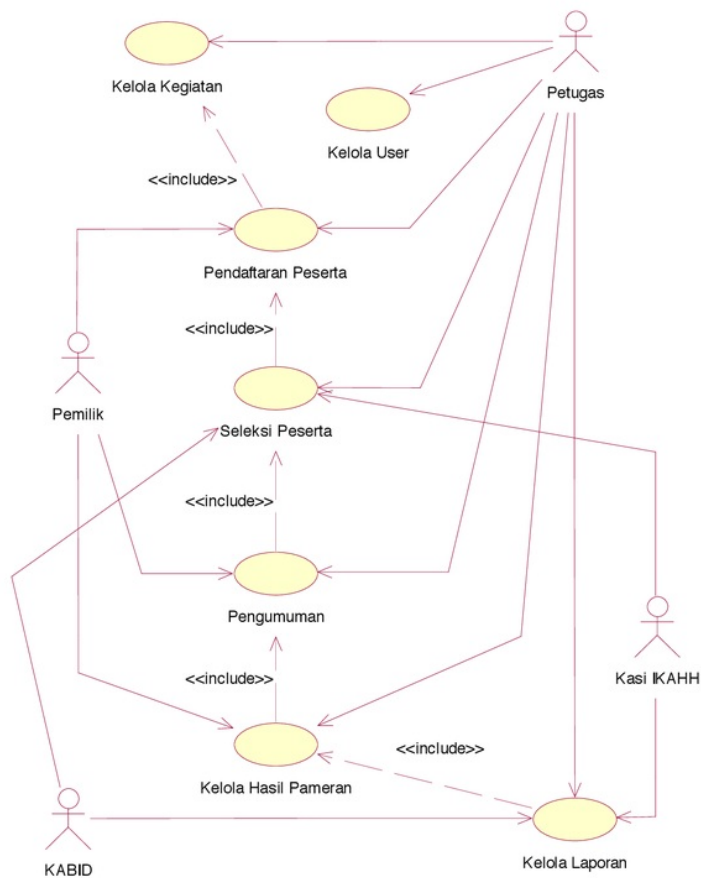 Kelola Kegiatan
Petugas
Kelola User
<<include>>
Pendaftaran Peserta
<<include>>
Pemilik
Seleksi Peserta
<<include>>
Pengumuman
<<include>>
Kasi IKAHH
<<include>>
Kelola Hasil Pameran
KABID
Kelola Laporan